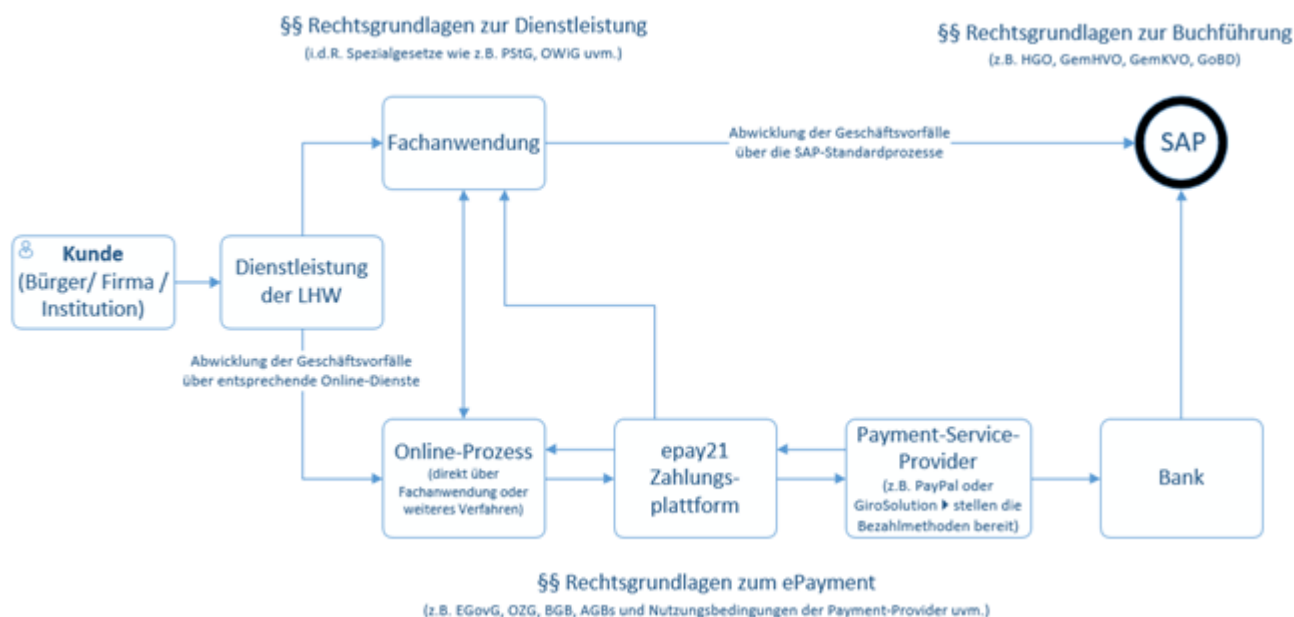 §§ Rechtsgrundlagen zur Dienstleistung
(i.d.R. Spezialgesetze wie z.B. PStG, OWiG uvm.)
§§ Rechtsgrundlagen zur Buchführung
(z.B. HGO, GemHVO, GemKVO, GoBD)
Fachanwendung
Abwicklung der Geschäftsvorfälle
über die SAP-Standardprozesse
SAP
Kunde
(Bürger/ Firma /
Institution)
Dienstleistung
der LHW
Abwicklung der Geschäftsvorfälle
über entsprechende Online-Dienste
Online-Prozess
(direkt über
Fachanwendung oder
weiteres Verfahren)
epay21
Zahlungs-
plattform
Payment-Service-
Provider
(z.B. PayPal oder
GiroSolution ▶ stellen die
Bezahlmethoden bereit)
Bank
§§ Rechtsgrundlagen zum ePayment
(z.B. EGovG, OZG, BGB, AGBs und Nutzungsbedingungen der Payment-Provider uvm.)